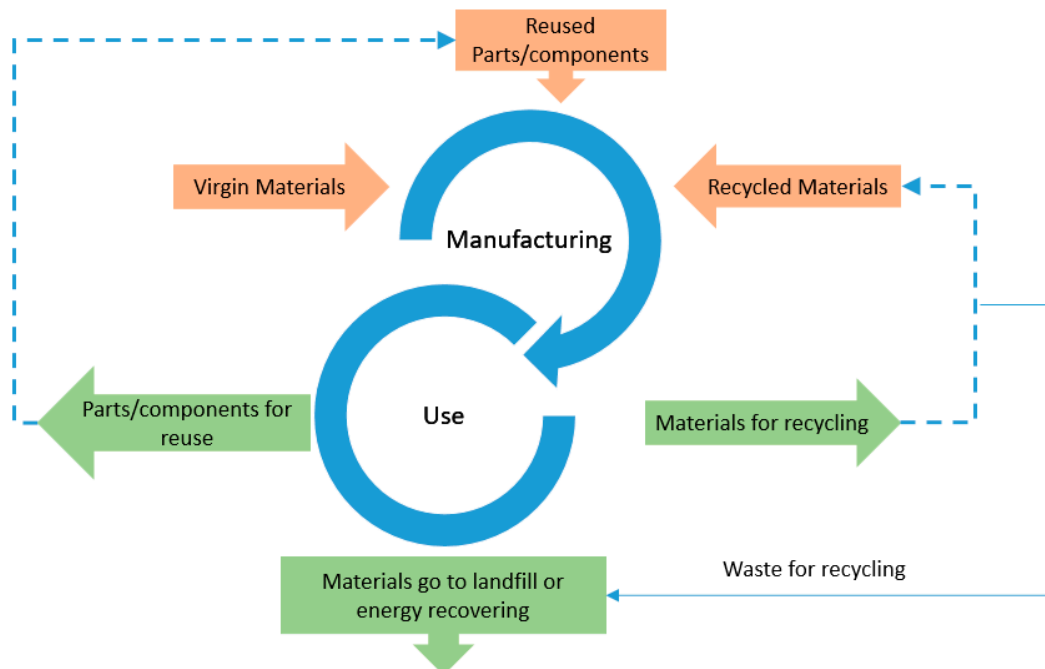 Reused
Parts/components
Virgin Materials
Recycled Materials
Manufacturing
Parts/components for
reuse
Use
Materials for recycling
Materials go to landfill or
energy recovering
Waste for recycling